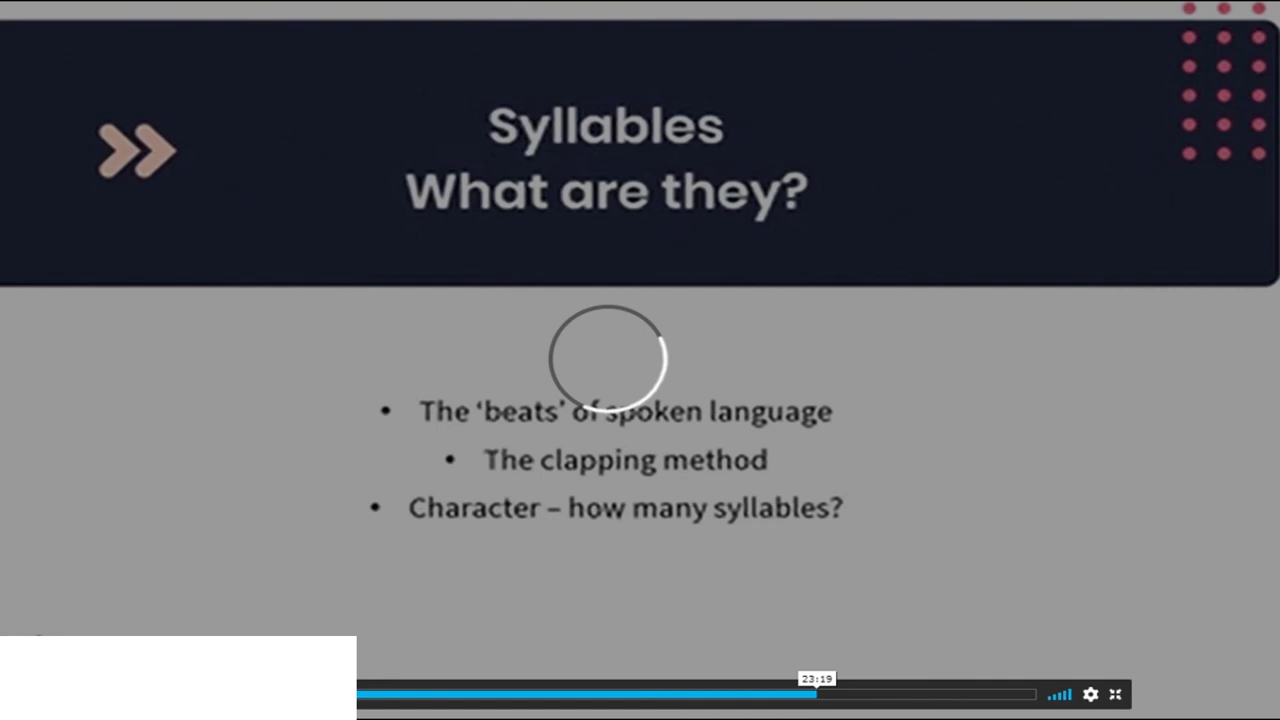 Syllables
What are they?
• The ‘beats’ of spoken language
• The clapping method
• Character – how many syllables?
23:19